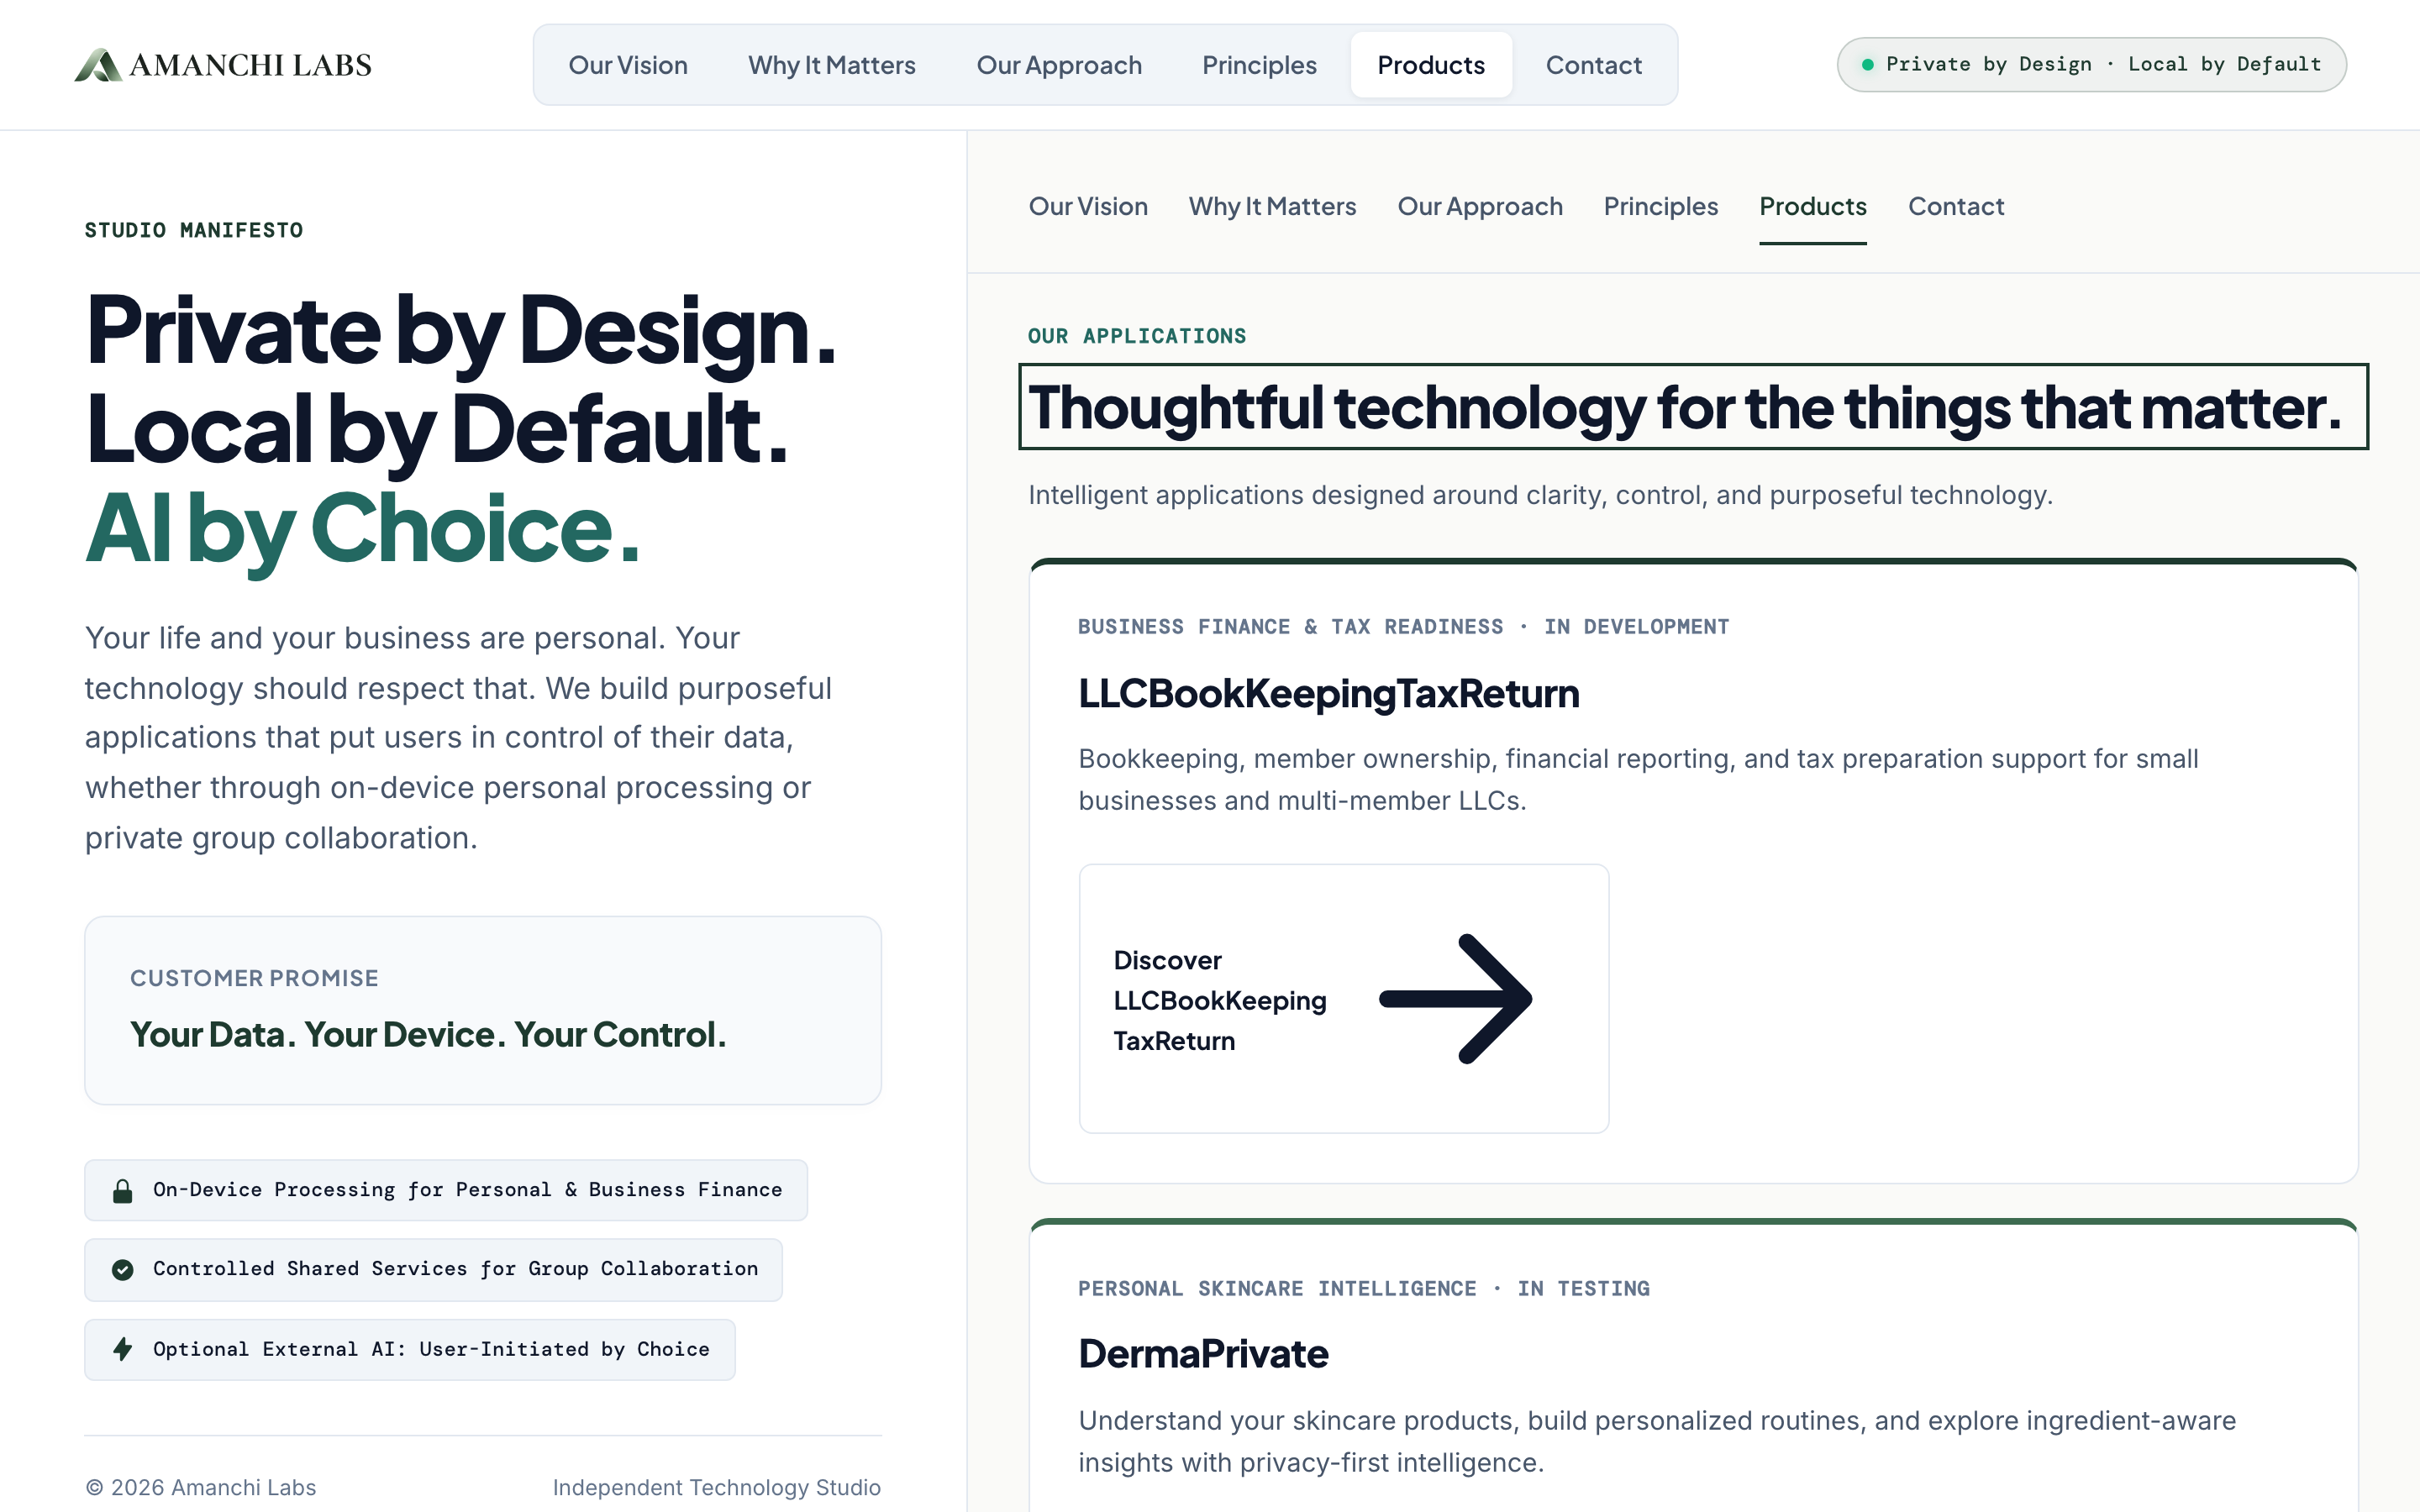 AMANCHI LABS
Our Vision
Why It Matters
Our Approach
Principles
Products
Contact
Private by Design · Local by Default
STUDIO MANIFESTO
Private by Design.
Local by Default.
AI by Choice.
Your life and your business are personal. Your
technology should respect that. We build purposeful
applications that put users in control of their data,
whether through on-device personal processing or
private group collaboration.
CUSTOMER PROMISE
Your Data. Your Device. Your Control.
On-Device Processing for Personal & Business Finance
Controlled Shared Services for Group Collaboration
Optional External AI: User-Initiated by Choice
© 2026 Amanchi Labs
Independent Technology Studio
Our Vision
Why It Matters
Our Approach
Principles
Products
Contact
OUR APPLICATIONS
Thoughtful technology for the things that matter.
Intelligent applications designed around clarity, control, and purposeful technology.
BUSINESS FINANCE & TAX READINESS · IN DEVELOPMENT
LLCBookKeepingTaxReturn
Bookkeeping, member ownership, financial reporting, and tax preparation support for small
businesses and multi-member LLCs.
Discover
LLCBookKeeping
TaxReturn
PERSONAL SKINCARE INTELLIGENCE · IN TESTING
DermaPrivate
Understand your skincare products, build personalized routines, and explore ingredient-aware
insights with privacy-first intelligence.